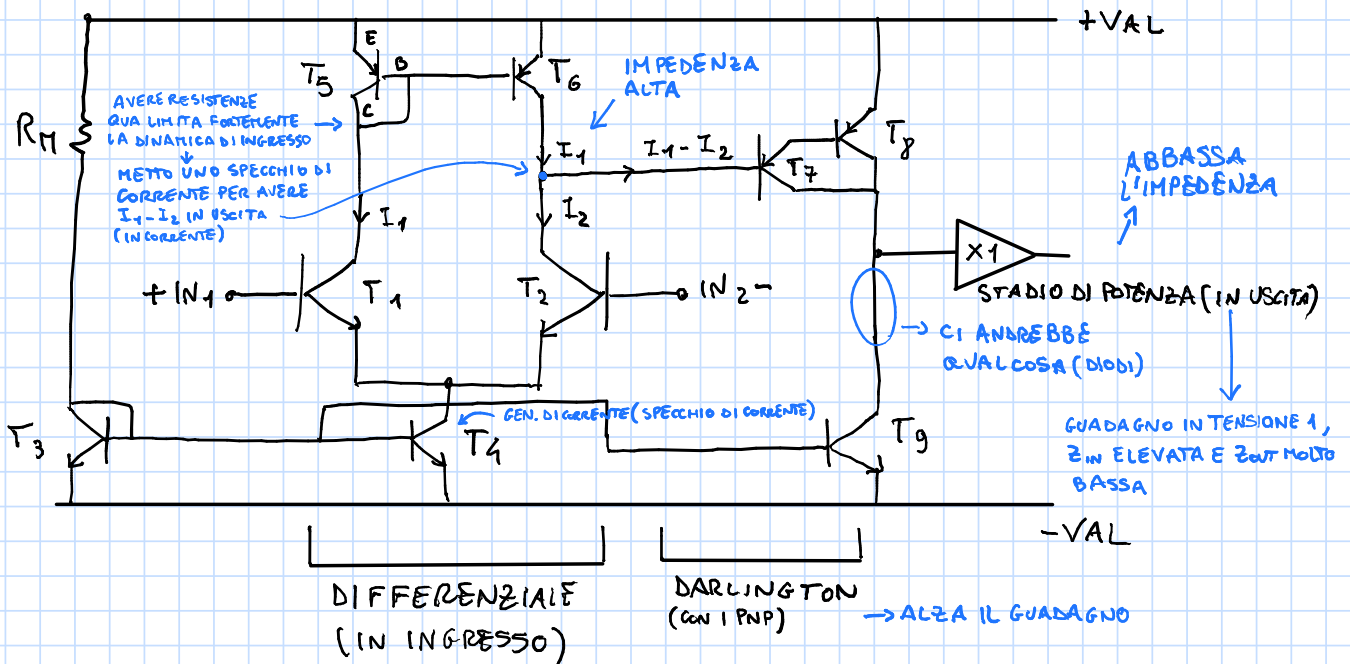 +VAL
E
B
C
T5
T6
IMPEDENZA
ALTA
AVERE RESISTENZE
QUA LIMITA FORTEMENTE
LA DINAMICA DI INGRESSO
METTO UNO SPECCHIO DI
CORRENTE PER AVERE
I1-I2 IN USCITA
(IN CORRENTE)
RM
I1
I1-I2
T7
T8
ABBASSA
L'IMPEDENZA
I1
I2
X1
+IN1
T1
T2
IN2-
STADIO DI POTENZA (IN USCITA)
CI ANDREBBE
QUALCOSA (DIODI)
GEN. DI CORRENTE (SPECCHIO DI CORRENTE)
T3
T4
T9
GUADAGNO IN TENSIONE 1,
ZIN ELEVATA E ZOUT MOLTO
BASSA
-VAL
DIFFERENZIALE
(IN INGRESSO)
DARLINGTON
(CON I PNP)
ALZA IL GUADAGNO